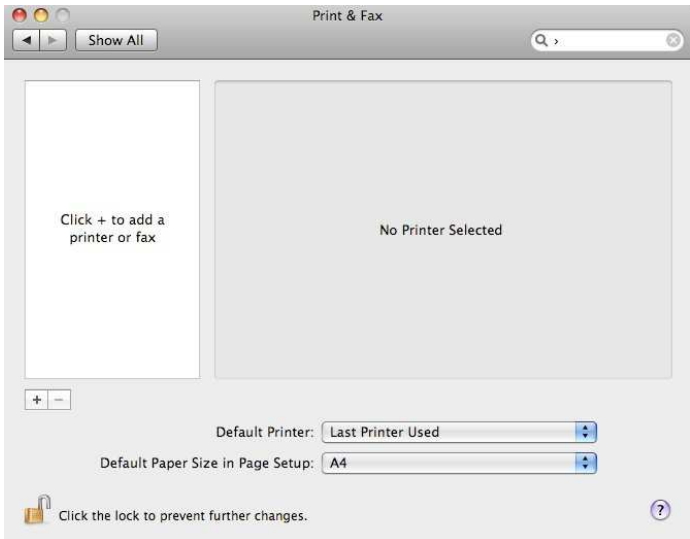 Print & Fax
Show All
›
Click + to add a
printer or fax
No Printer Selected
+ −
Default Printer: Last Printer Used
Default Paper Size in Page Setup: A4
Click the lock to prevent further changes.
?